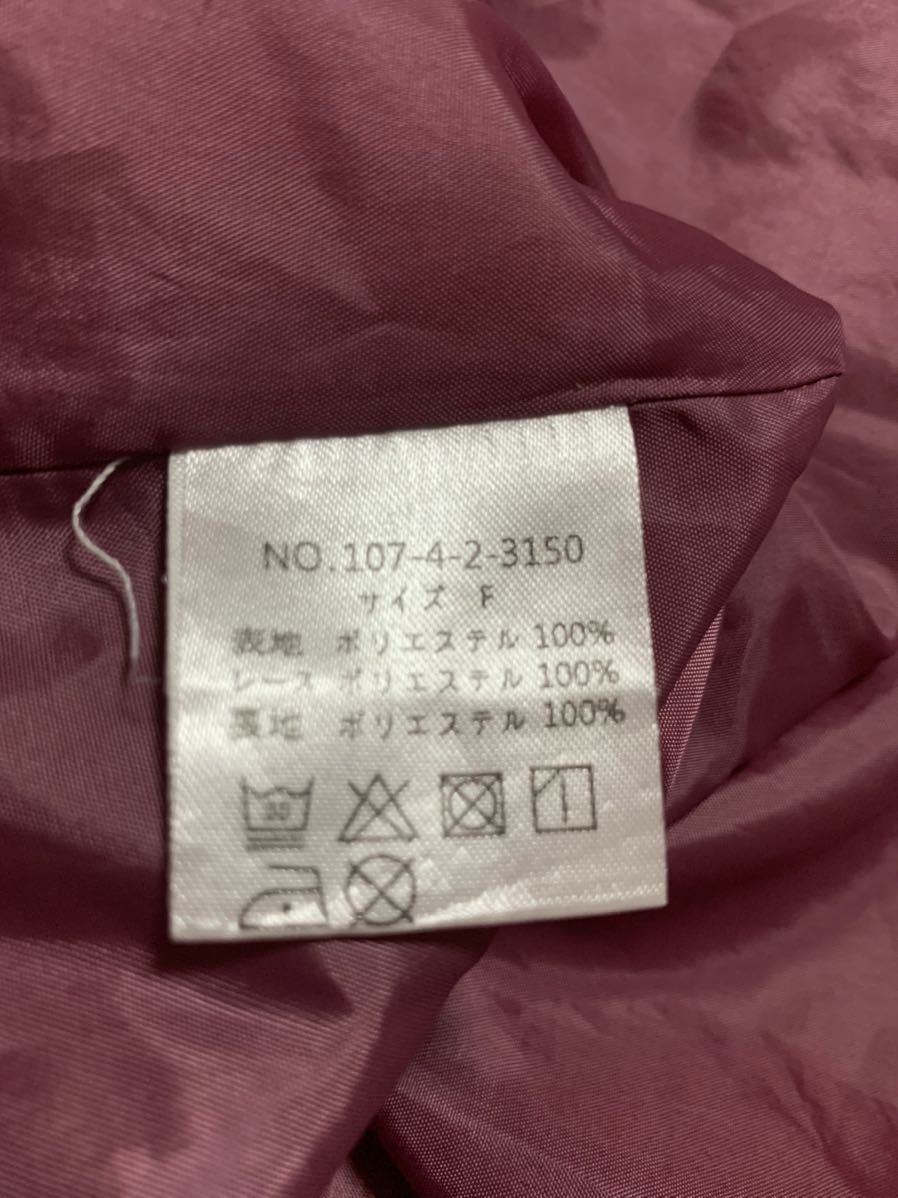 NO.107-4-2-3150
サイズ F
表地 ポリエステル 100%
レース ポリエステル 100%
裏地 ポリエステル 100%
30